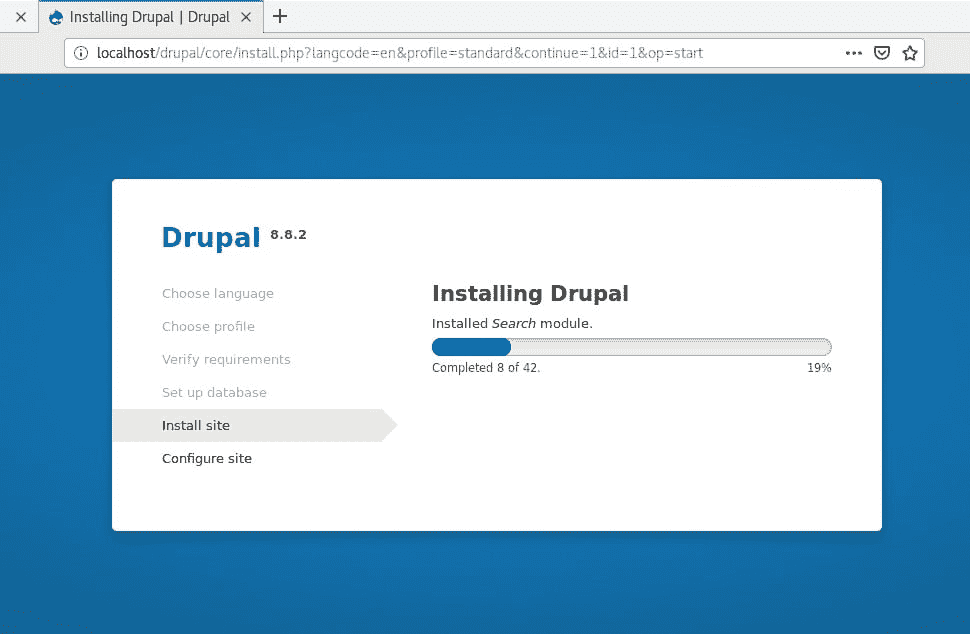 Installing Drupal | Drupal
localhost/drupal/core/install.php?langcode=en&profile=standard&continue=1&id=1&op=start
Drupal 8.8.2
Choose language
Choose profile
Verify requirements
Set up database
Install site
Configure site
Installing Drupal
Installed Search module.
Completed 8 of 42.
19%